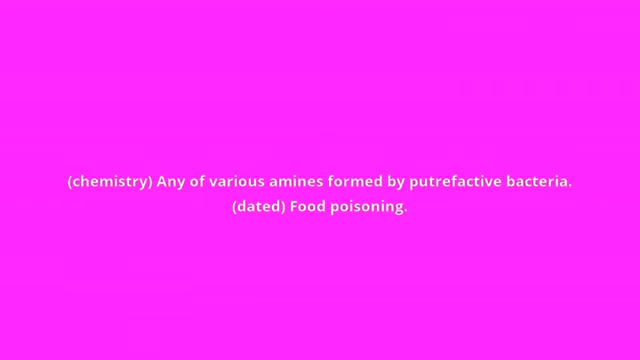 (chemistry) Any of various amines formed by putrefactive bacteria.
(dated) Food poisoning.